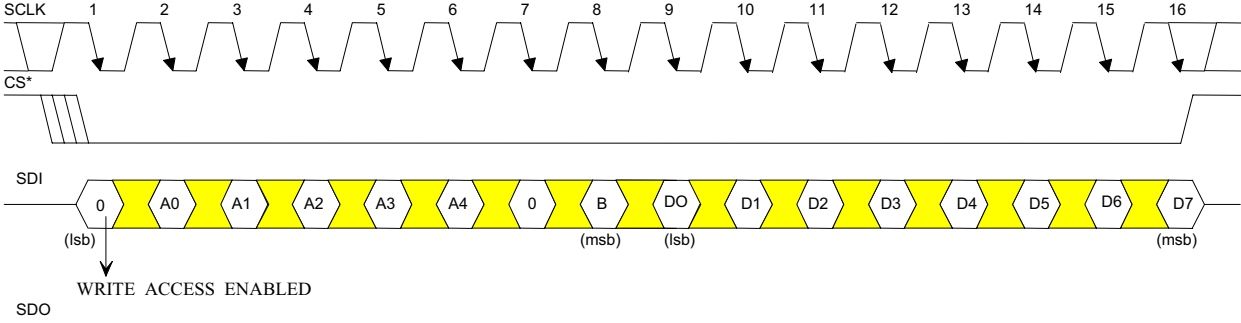 SCLK 1 2 3 4 5 6 7 8 9 10 11 12 13 14 15 16
CS*
SDI
0 A0 A1 A2 A3 A4 0 B DO D1 D2 D3 D4 D5 D6 D7
(lsb) (msb) (lsb) (msb)
WRITE ACCESS ENABLED
SDO